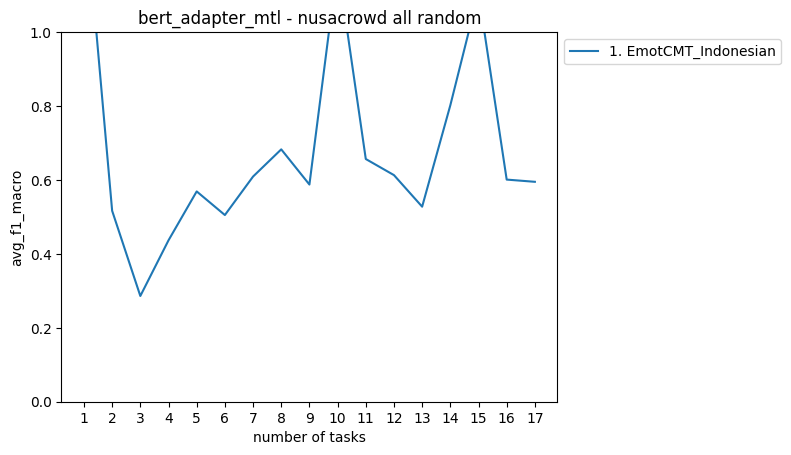 bert_adapter_mtl - nusacrowd all random
1. EmotCMT_Indonesian
avg_f1_macro
1.0
0.8
0.6
0.4
0.2
0.0
1 2 3 4 5 6 7 8 9 10 11 12 13 14 15 16 17
number of tasks